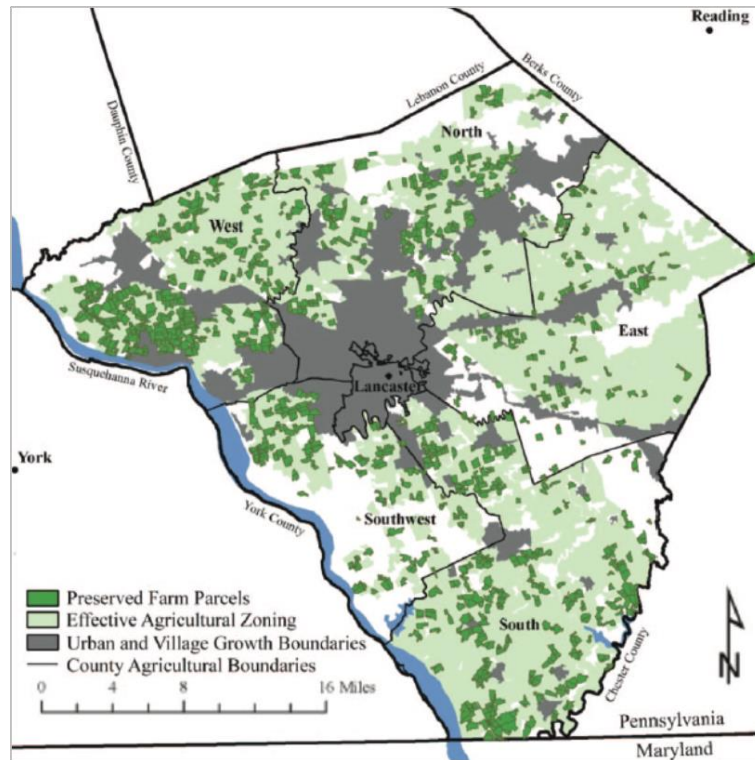 Reading
Berks County
Lebanon County
Dauphin County
North
West
East
Lancaster
Susquehanna River
York
York County
Southwest
South
Chester County
Preserved Farm Parcels
Effective Agricultural Zoning
Urban and Village Growth Boundaries
County Agricultural Boundaries
0 4 8 16 Miles
N
Pennsylvania
Maryland